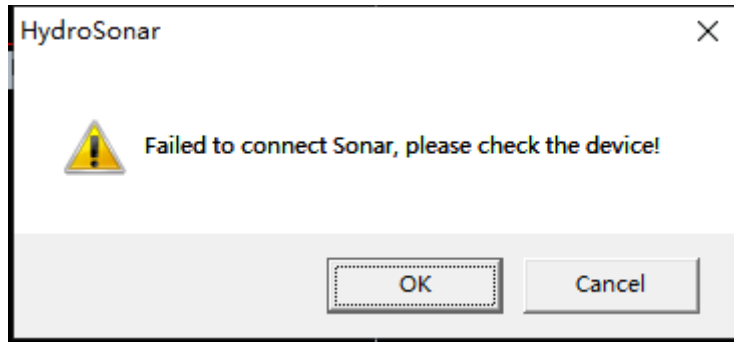 HydroSonar
Failed to connect Sonar, please check the device!
OK
Cancel